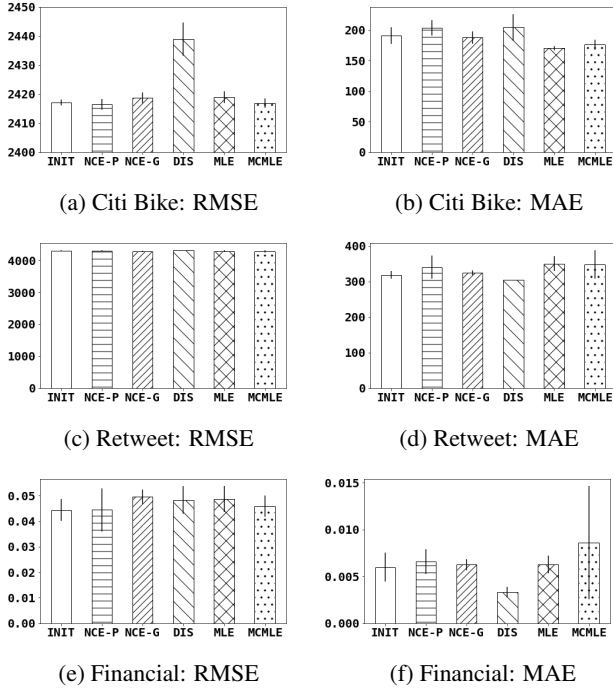 2450
2440
2430
2420
2410
2400
INIT NCE-P NCE-G DIS MLE MCMLE
(a) Citi Bike: RMSE
200
150
100
50
0
INIT NCE-P NCE-G DIS MLE MCMLE
(b) Citi Bike: MAE
4000
3000
2000
1000
0
INIT NCE-P NCE-G DIS MLE MCMLE
(c) Retweet: RMSE
400
300
200
100
0
INIT NCE-P NCE-G DIS MLE MCMLE
(d) Retweet: MAE
0.05
0.04
0.03
0.02
0.01
0.00
INIT NCE-P NCE-G DIS MLE MCMLE
(e) Financial: RMSE
0.015
0.010
0.005
0.000
INIT NCE-P NCE-G DIS MLE MCMLE
(f) Financial: MAE